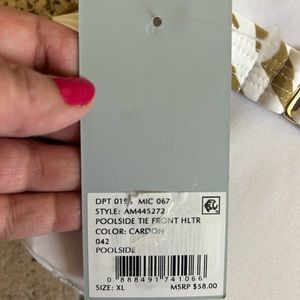 DPT 019 MIC 067
STYLE: AM445272
POOLSIDE TIE FRONT HLTR
COLOR: CARDON
042
POOLSIDE
0 888491 741066
SIZE: XL MSRP $58.00